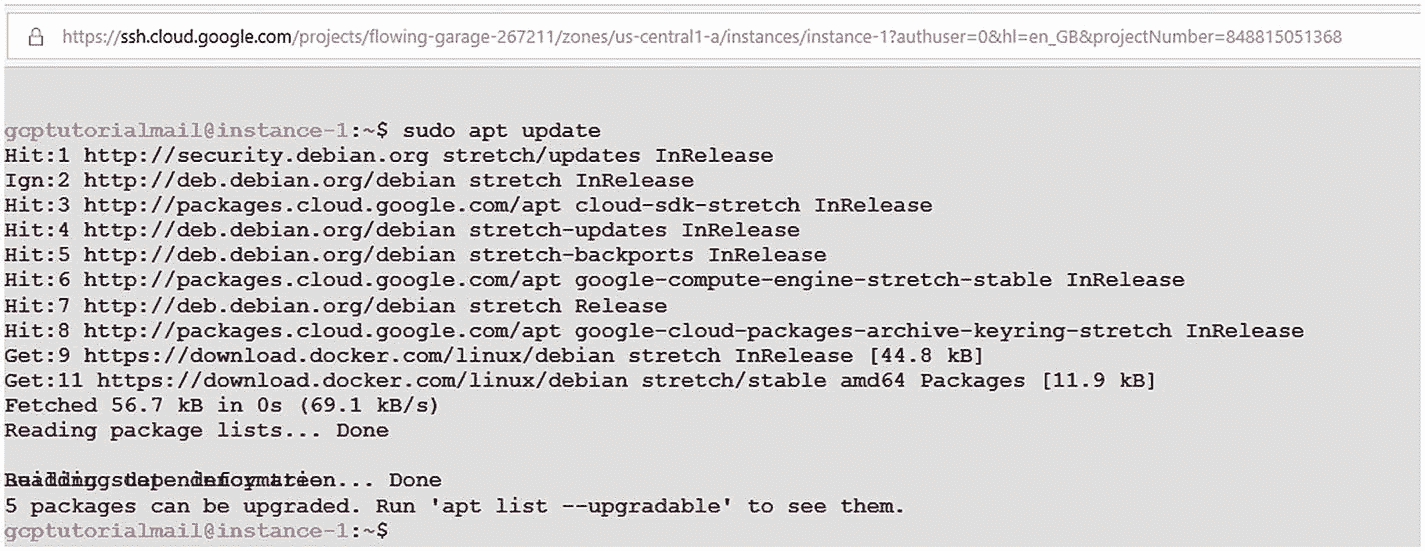 https://ssh.cloud.google.com/projects/flowing-garage-267211/zones/us-central1-a/instances/instance-1?authuser=0&hl=en_GB&projectNumber=848815051368
gcptutorialmail@instance-1:~$ sudo apt update
Hit:1 http://security.debian.org stretch/updates InRelease
Ign:2 http://deb.debian.org/debian stretch InRelease
Hit:3 http://packages.cloud.google.com/apt cloud-sdk-stretch InRelease
Hit:4 http://deb.debian.org/debian stretch-updates InRelease
Hit:5 http://deb.debian.org/debian stretch-backports InRelease
Hit:6 http://packages.cloud.google.com/apt google-compute-engine-stretch-stable InRelease
Hit:7 http://deb.debian.org/debian stretch Release
Hit:8 http://packages.cloud.google.com/apt google-cloud-packages-archive-keyring-stretch InRelease
Get:9 https://download.docker.com/linux/debian stretch InRelease [44.8 kB]
Get:11 https://download.docker.com/linux/debian stretch/stable amd64 Packages [11.9 kB]
Fetched 56.7 kB in 0s (69.1 kB/s)
Reading package lists... Done
... Done
5 packages can be upgraded. Run 'apt list --upgradable' to see them.
gcptutorialmail@instance-1:~$